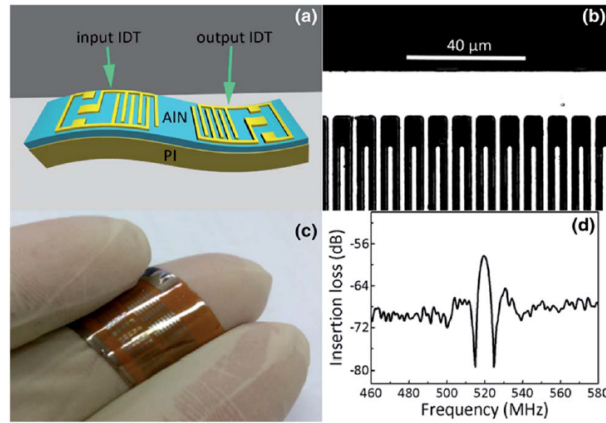 (a)
input IDT
output IDT
AlN
PI
(b)
40 µm
(c)
(d)
Insertion loss (dB)
-56
-64
-72
-80
460 480 500 520 540 560 580
Frequency (MHz)